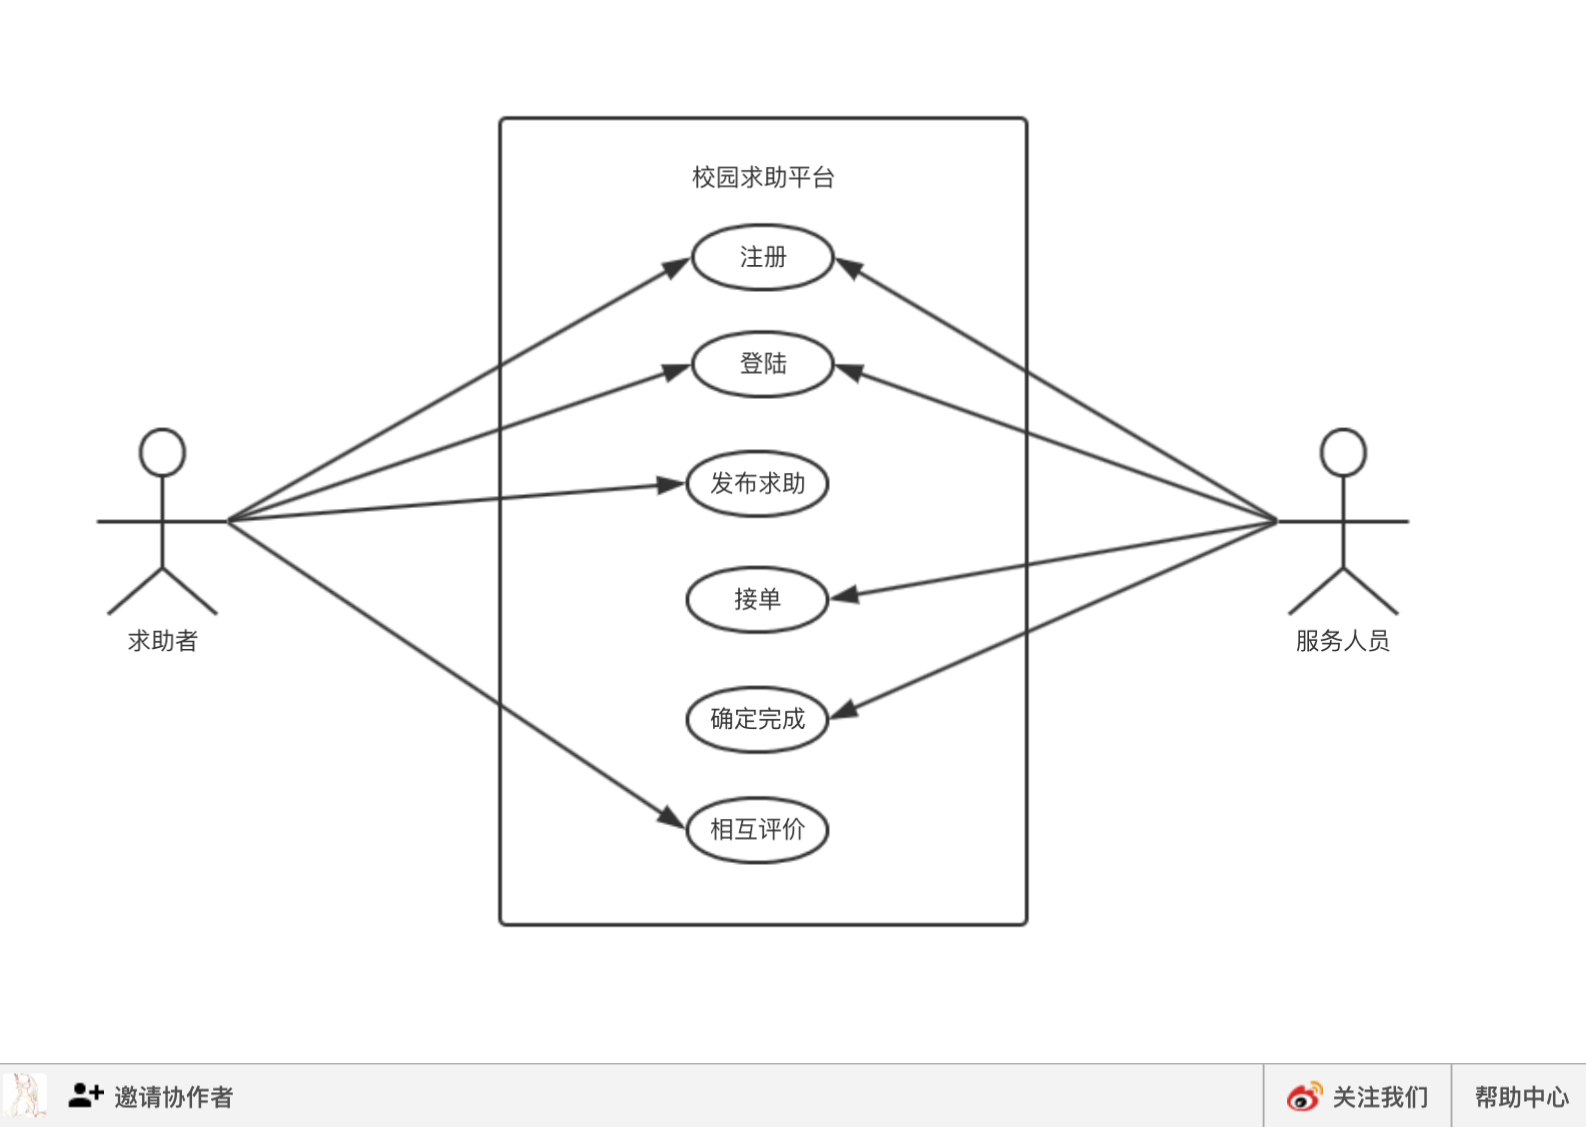 校园求助平台
注册
登陆
发布求助
接单
确定完成
相互评价
求助者
服务人员
邀请协作者
关注我们
帮助中心